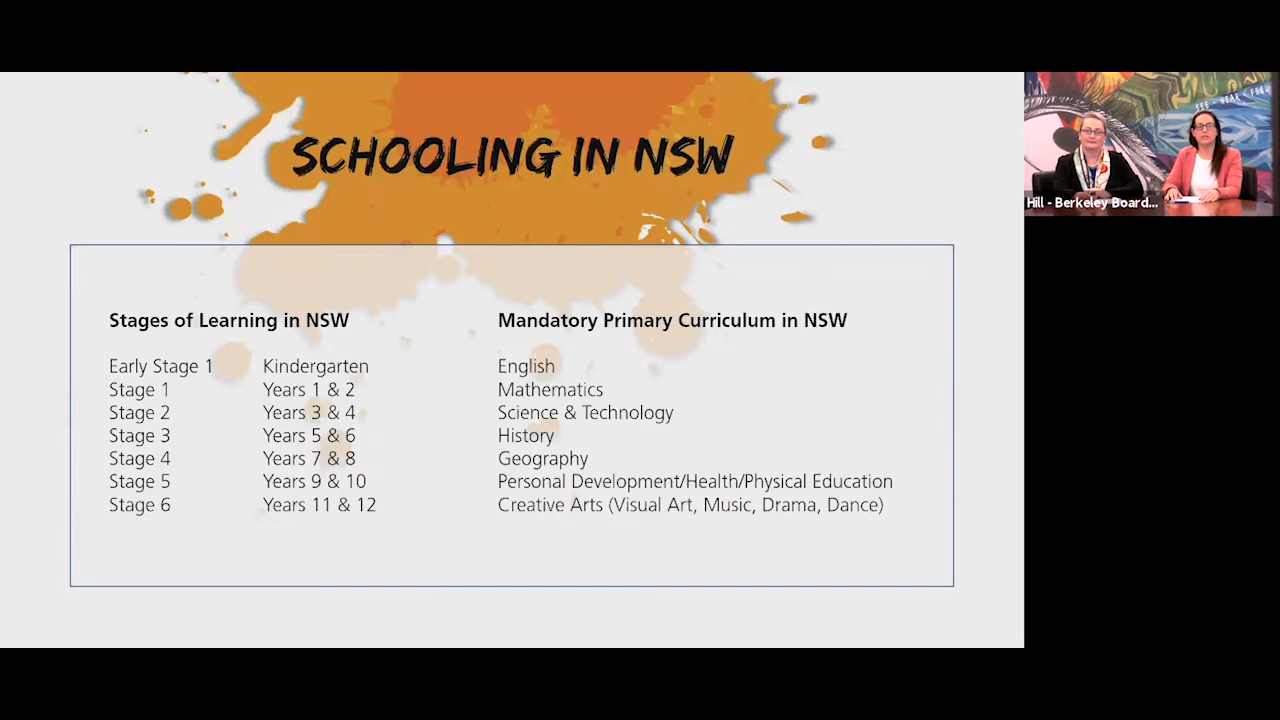 SCHOOLING IN NSW
Stages of Learning in NSW
Early Stage 1 Kindergarten
Stage 1 Years 1 & 2
Stage 2 Years 3 & 4
Stage 3 Years 5 & 6
Stage 4 Years 7 & 8
Stage 5 Years 9 & 10
Stage 6 Years 11 & 12
Mandatory Primary Curriculum in NSW
English
Mathematics
Science & Technology
History
Geography
Personal Development/Health/Physical Education
Creative Arts (Visual Art, Music, Drama, Dance)
SEE - HEAR
Hill - Berkeley Board...